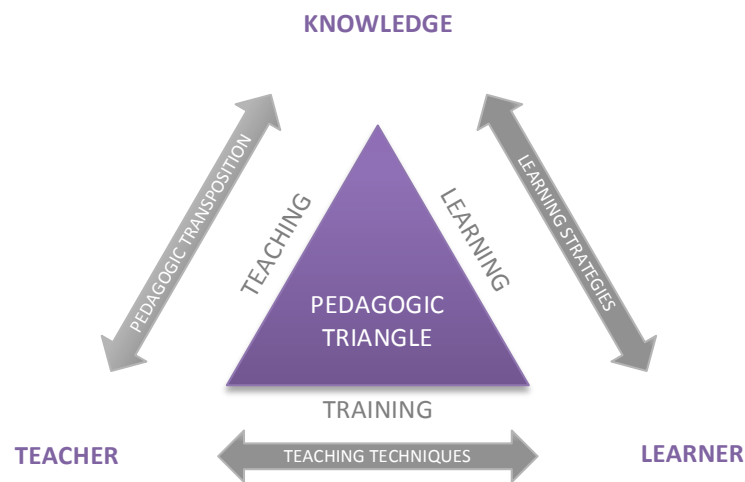 KNOWLEDGE
PEDAGOGIC TRANSPOSITION
TEACHING
LEARNING
LEARNING STRATEGIES
PEDAGOGIC
TRIANGLE
TRAINING
TEACHER
TEACHING TECHNIQUES
LEARNER